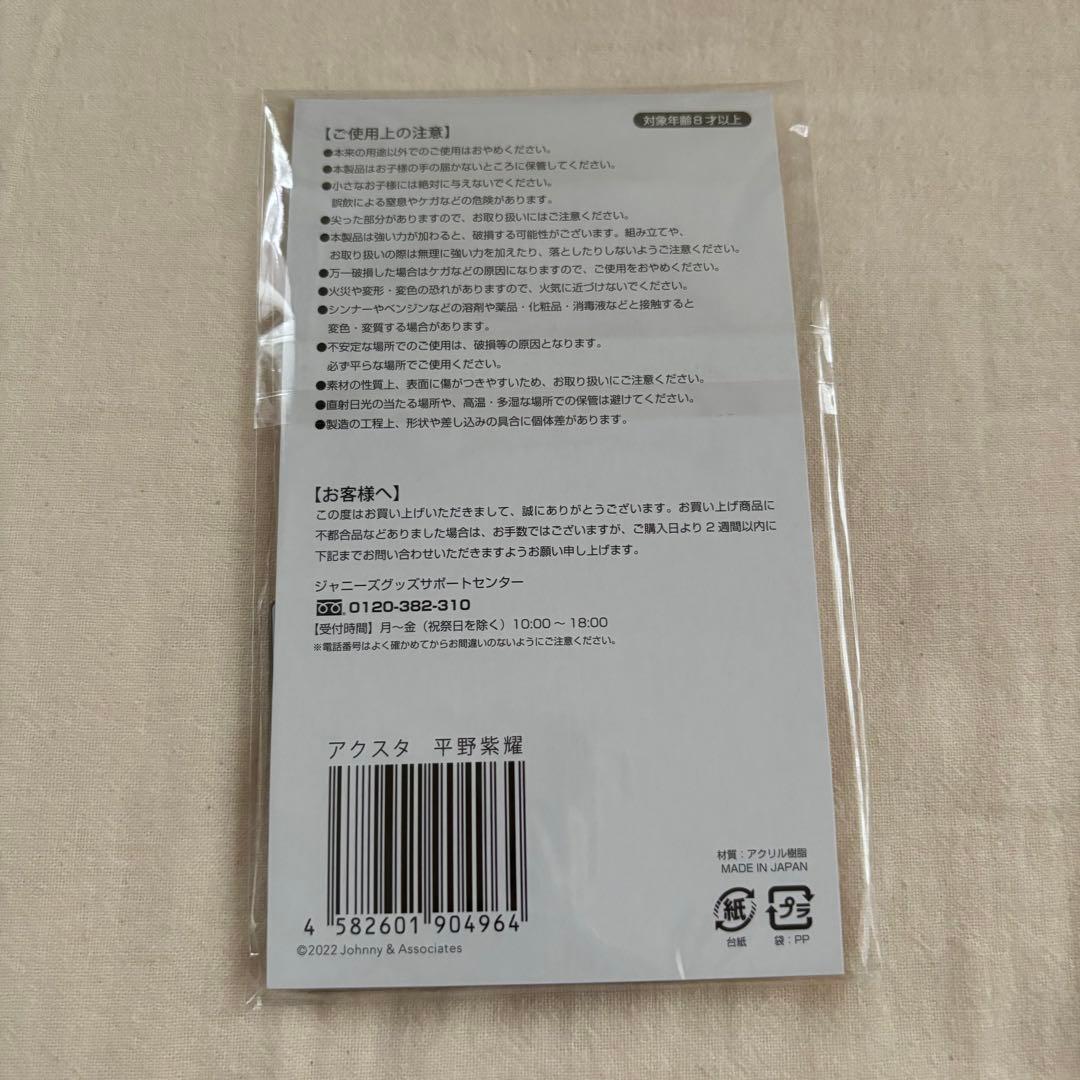 対象年齢8才以上
【ご使用上の注意】
●本来の用途以外でのご使用はおやめください。
●本製品はお子様の手の届かないところに保管してください。
●小さなお子様には絶対に与えないでください。
誤飲による窒息やケガなどの危険があります。
●尖った部分がありますので、お取り扱いにはご注意ください。
●本製品は強い力が加わると、破損する可能性がございます。組み立てや、
お取り扱いの際は無理に強い力を加えたり、落としたりしないようご注意ください。
●万一破損した場合はケガなどの原因になりますので、ご使用をおやめください。
●火災や変形・変色の恐れがありますので、火気に近づけないでください。
●シンナーやベンジンなどの溶剤や薬品・化粧品・消毒液などと接触すると
変色・変質する場合があります。
●不安定な場所でのご使用は、破損等の原因となります。
必ず平らな場所でご使用ください。
●素材の性質上、表面に傷がつきやすいため、お取り扱いにご注意ください。
●直射日光の当たる場所や、高温・多湿な場所での保管は避けてください。
●製造の工程上、形状や差し込みの具合に個体差があります。
【お客様へ】
この度はお買い上げいただきまして、誠にありがとうございます。お買い上げ商品に
不都合品などありました場合は、お手数ではございますが、ご購入日より2週間以内に
下記までお問い合わせいただきますようお願い申し上げます。
ジャニーズグッズサポートセンター
0120-382-310
【受付時間】月〜金（祝祭日を除く）10:00〜18:00
※電話番号はよく確かめてからお間違いのないようにご注意ください。
アクスタ 平野紫耀
4 582601 904964
©2022 Johnny & Associates
材質：アクリル樹脂
MADE IN JAPAN
紙
台紙
プラ
袋：PP